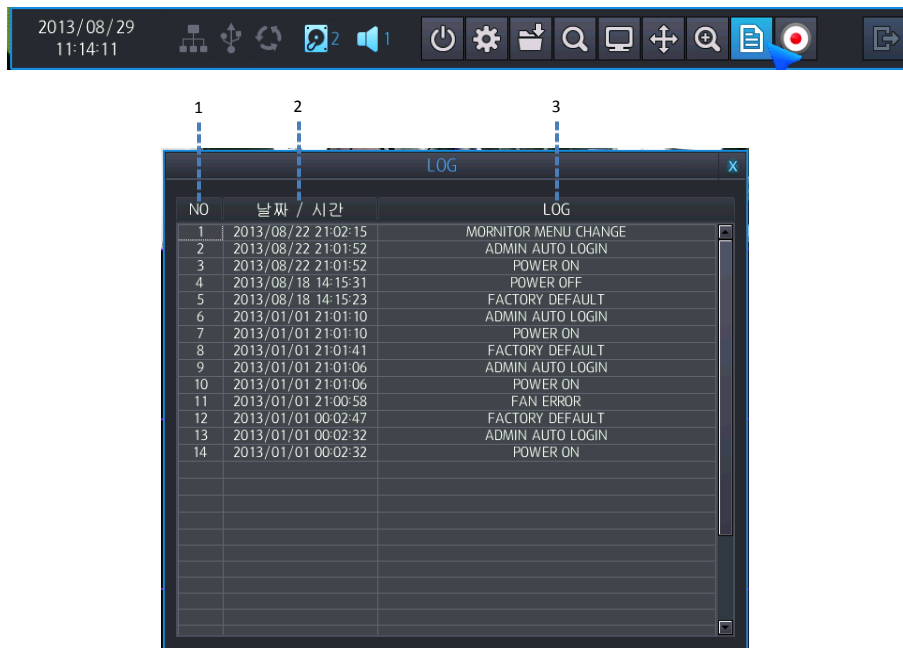 2013/08/29
11:14:11
2
1
1 2 3
LOG X
NO 날짜 / 시간 LOG
1 2013/08/22 21:02:15 MORNITOR MENU CHANGE
2 2013/08/22 21:01:52 ADMIN AUTO LOGIN
3 2013/08/22 21:01:52 POWER ON
4 2013/08/18 14:15:31 POWER OFF
5 2013/08/18 14:15:23 FACTORY DEFAULT
6 2013/01/01 21:01:10 ADMIN AUTO LOGIN
7 2013/01/01 21:01:10 POWER ON
8 2013/01/01 21:01:41 FACTORY DEFAULT
9 2013/01/01 21:01:06 ADMIN AUTO LOGIN
10 2013/01/01 21:01:06 POWER ON
11 2013/01/01 21:00:58 FAN ERROR
12 2013/01/01 00:02:47 FACTORY DEFAULT
13 2013/01/01 00:02:32 ADMIN AUTO LOGIN
14 2013/01/01 00:02:32 POWER ON